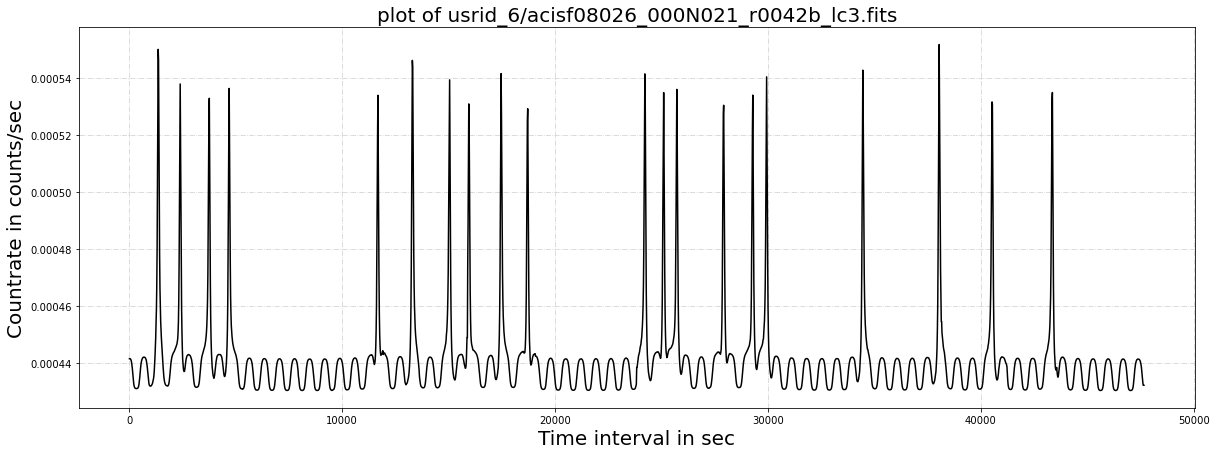 plot of usrid_6/acisf08026_000N021_r0042b_lc3.fits
Countrate in counts/sec
0.00054
0.00052
0.00050
0.00048
0.00046
0.00044
0 10000 20000 30000 40000 50000
Time interval in sec